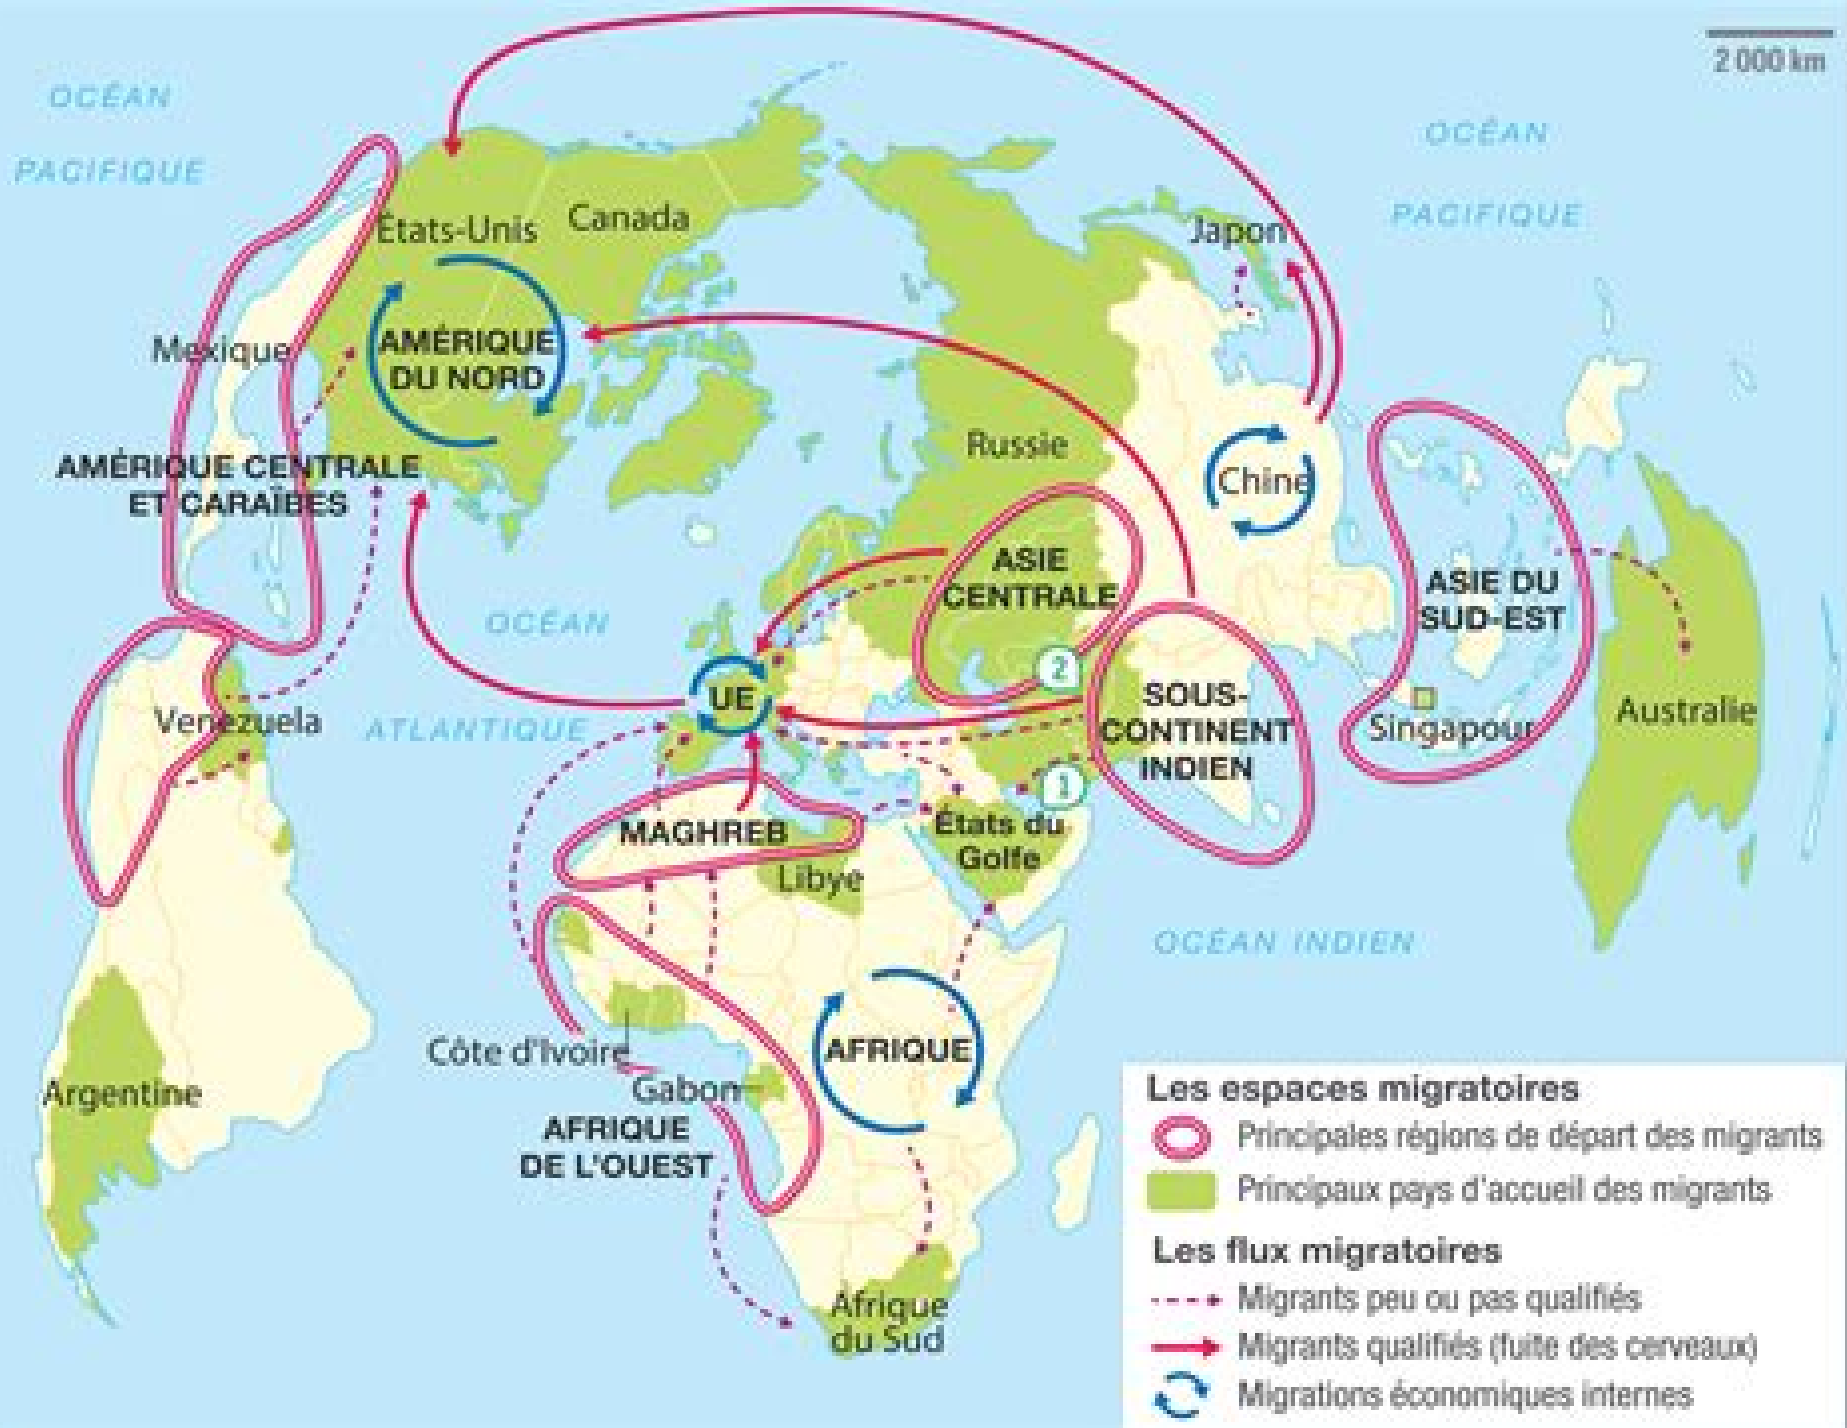 2 000 km
OCÉAN
PACIFIQUE
OCÉAN
PACIFIQUE
États-Unis
Canada
Japon
Mexique
AMÉRIQUE
DU NORD
Russie
AMÉRIQUE CENTRALE
ET CARAÏBES
Chine
ASIE
CENTRALE
ASIE DU
SUD-EST
OCÉAN
ATLANTIQUE
2
UE
SOUS-
CONTINENT
INDIEN
Singapour
Australie
Venezuela
1
MAGHREB
États du
Golfe
Libye
OCÉAN INDIEN
Côte d'Ivoire
AFRIQUE
Gabon
Argentine
AFRIQUE
DE L'OUEST
Afrique
du Sud
Les espaces migratoires
Principales régions de départ des migrants
Principaux pays d'accueil des migrants
Les flux migratoires
Migrants peu ou pas qualifiés
Migrants qualifiés (fuite des cerveaux)
Migrations économiques internes